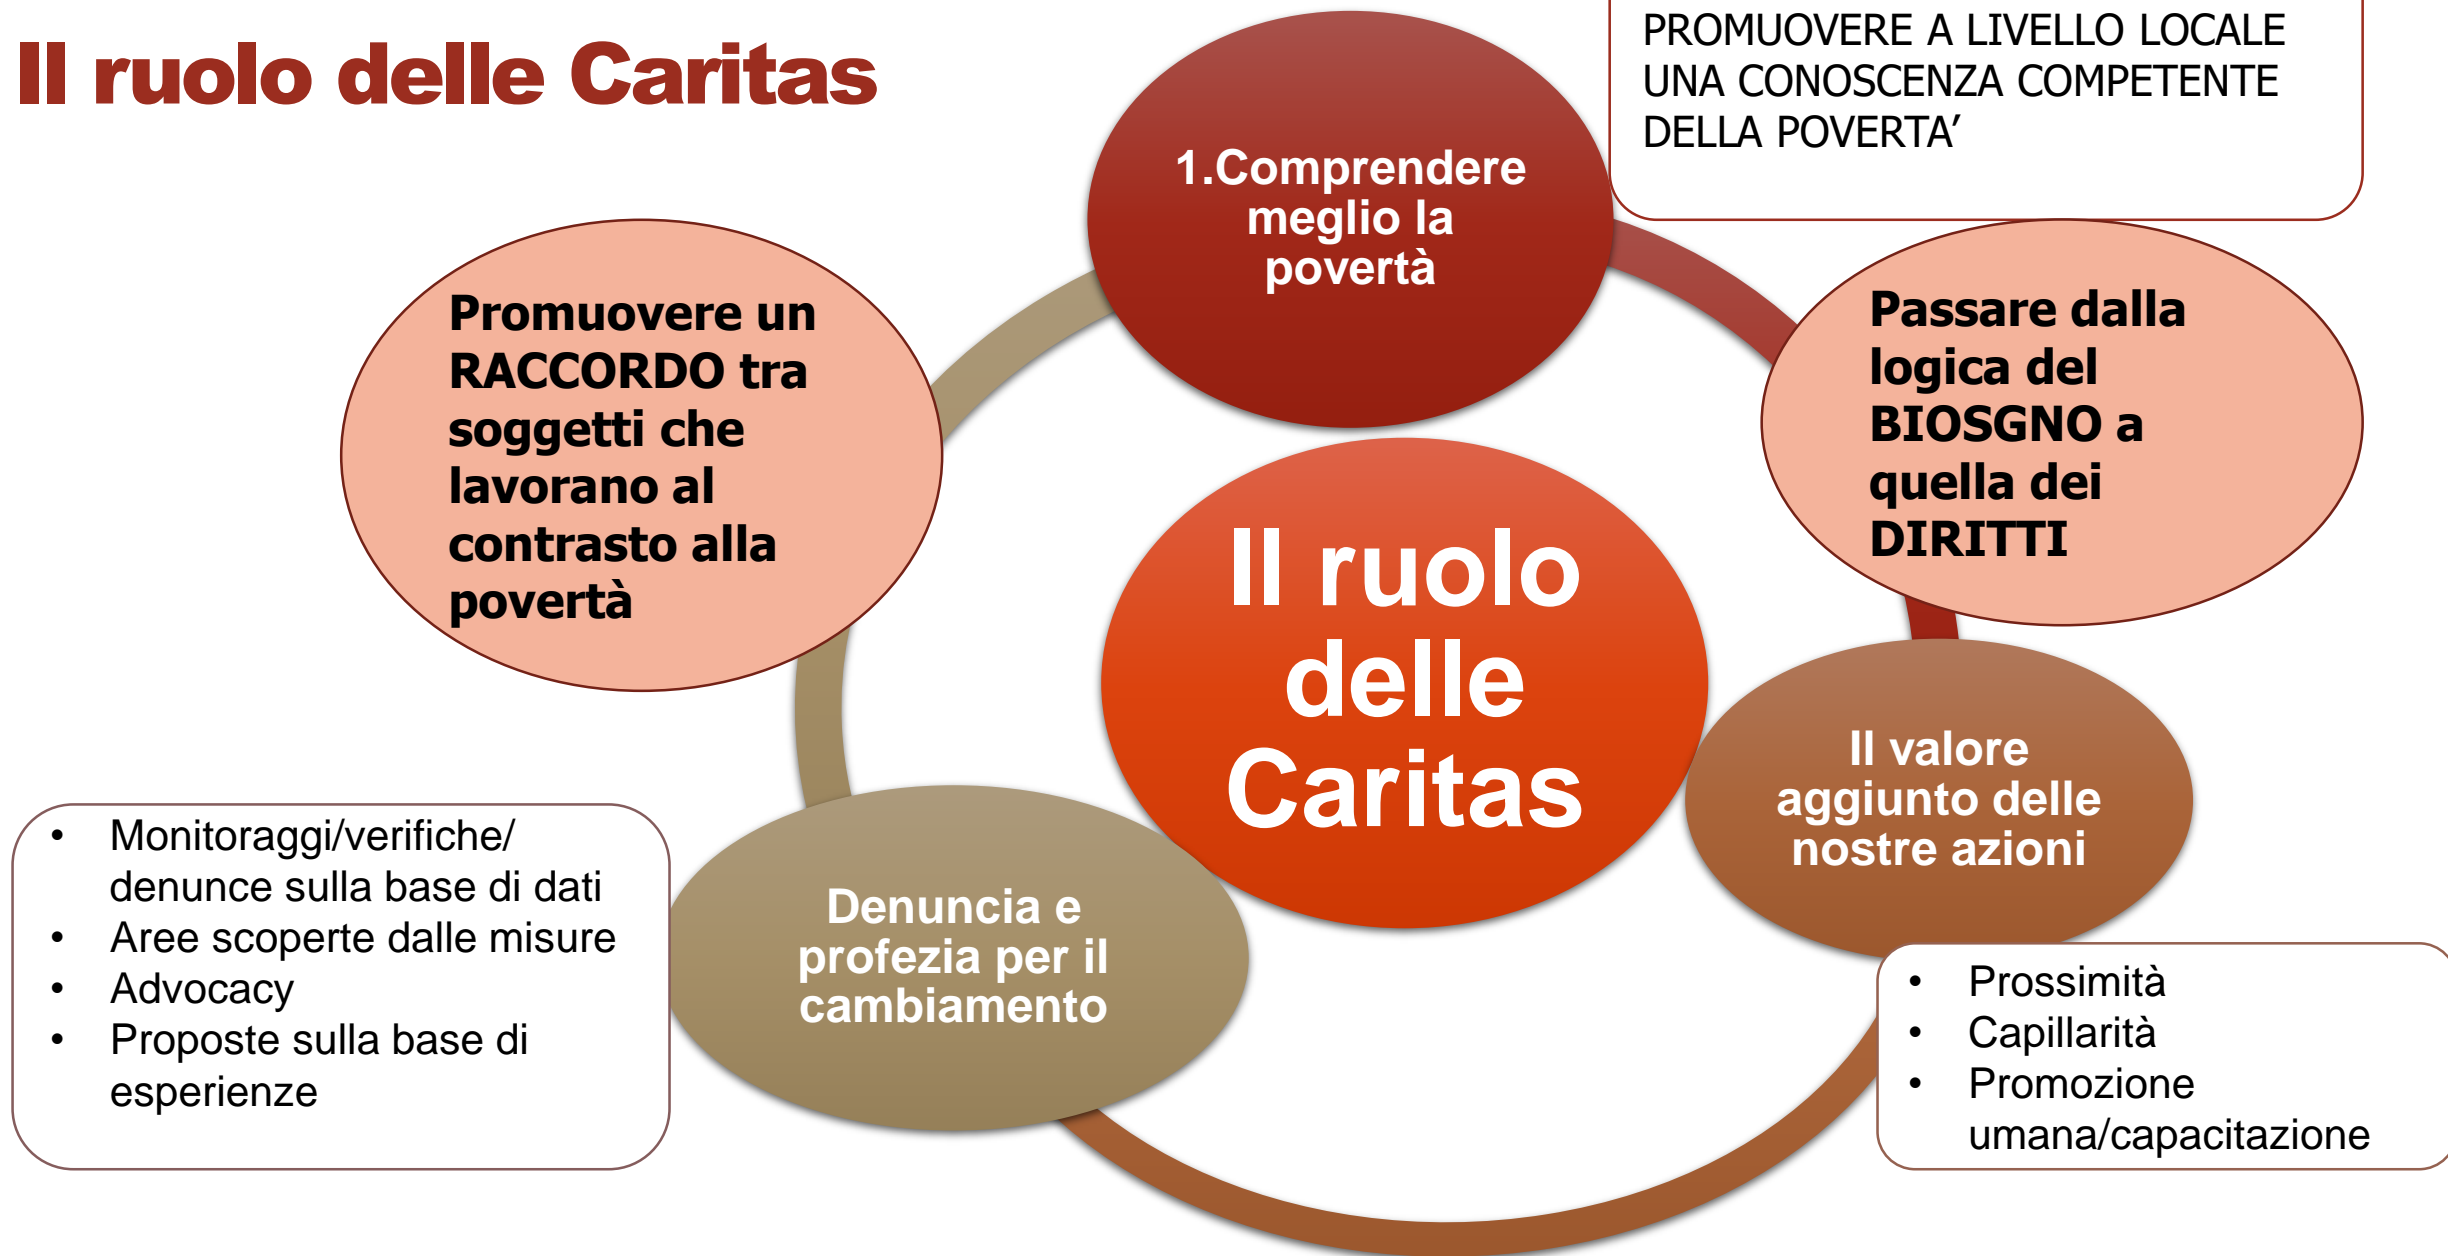 Il ruolo delle Caritas
PROMUOVERE A LIVELLO LOCALE
UNA CONOSCENZA COMPETENTE
DELLA POVERTA’
1.Comprendere
meglio la
povertà
Promuovere un
RACCORDO tra
soggetti che
lavorano al
contrasto alla
povertà
Passare dalla
logica del
BIOSGNO a
quella dei
DIRITTI
Il ruolo
delle
Caritas
Il valore
aggiunto delle
nostre azioni
• Monitoraggi/verifiche/
denunce sulla base di dati
• Aree scoperte dalle misure
• Advocacy
• Proposte sulla base di
esperienze
Denuncia e
profezia per il
cambiamento
• Prossimità
• Capillarità
• Promozione
umana/capacitazione